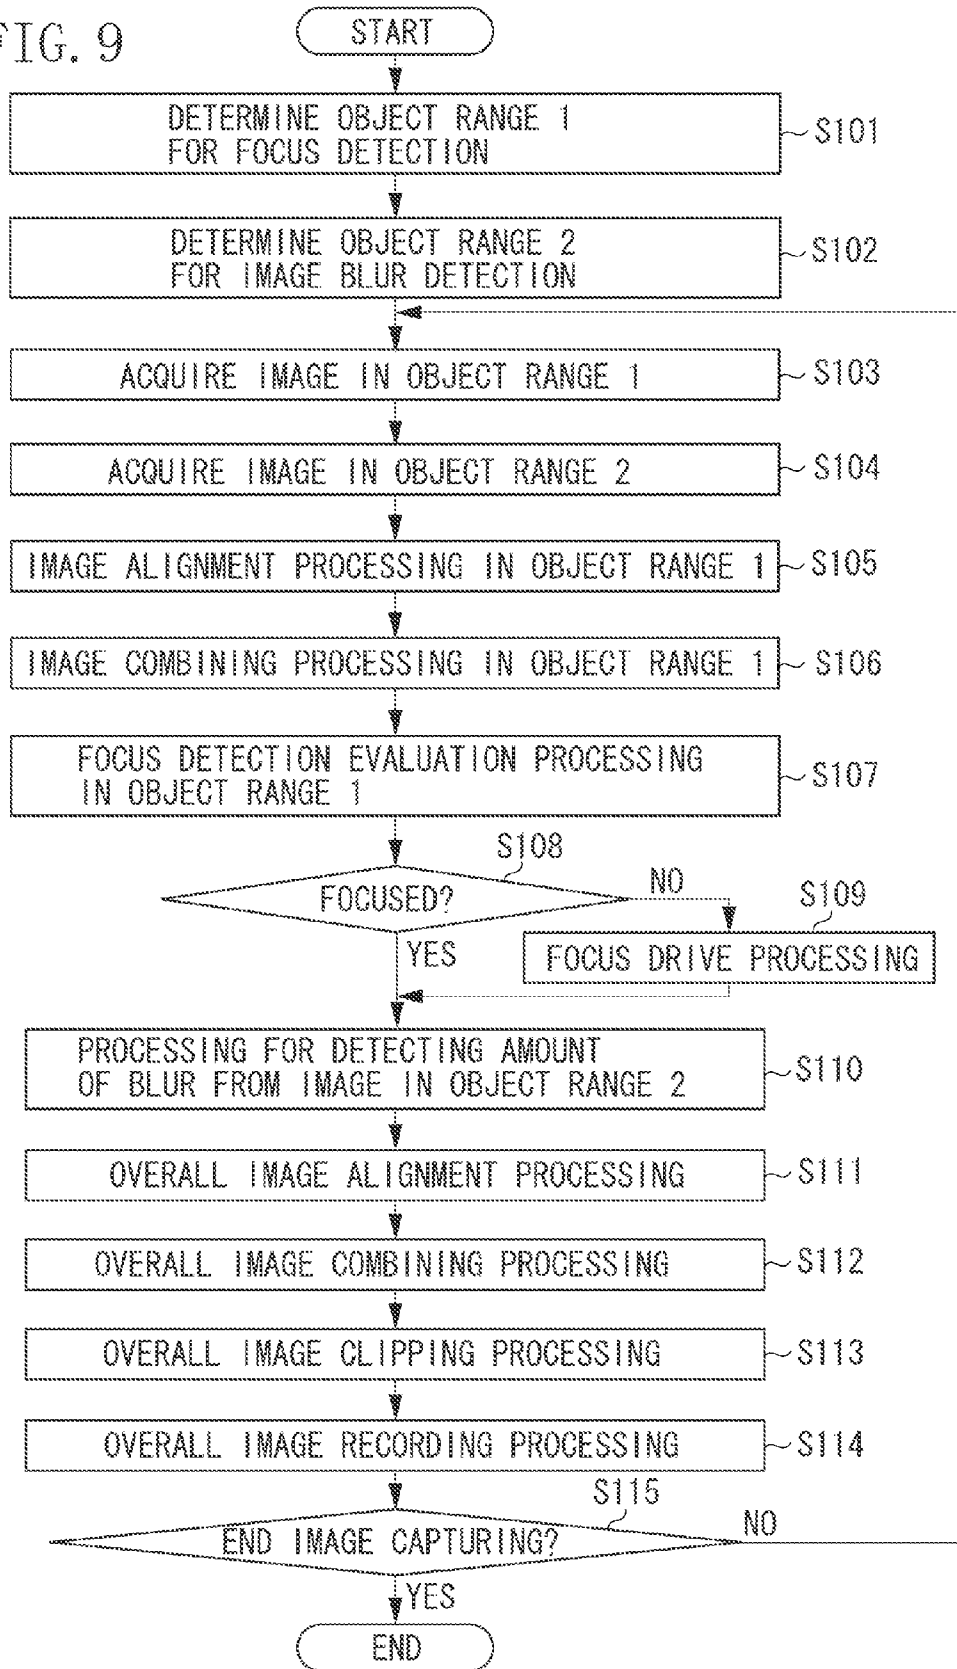 FIG. 9
START
DETERMINE OBJECT RANGE 1
FOR FOCUS DETECTION
S101
DETERMINE OBJECT RANGE 2
FOR IMAGE BLUR DETECTION
S102
ACQUIRE IMAGE IN OBJECT RANGE 1
S103
ACQUIRE IMAGE IN OBJECT RANGE 2
S104
IMAGE ALIGNMENT PROCESSING IN OBJECT RANGE 1
S105
IMAGE COMBINING PROCESSING IN OBJECT RANGE 1
S106
FOCUS DETECTION EVALUATION PROCESSING
IN OBJECT RANGE 1
S107
S108
FOCUSED?
NO
YES
S109
FOCUS DRIVE PROCESSING
PROCESSING FOR DETECTING AMOUNT
OF BLUR FROM IMAGE IN OBJECT RANGE 2
S110
OVERALL IMAGE ALIGNMENT PROCESSING
S111
OVERALL IMAGE COMBINING PROCESSING
S112
OVERALL IMAGE CLIPPING PROCESSING
S113
OVERALL IMAGE RECORDING PROCESSING
S114
S115
END IMAGE CAPTURING?
NO
YES
END